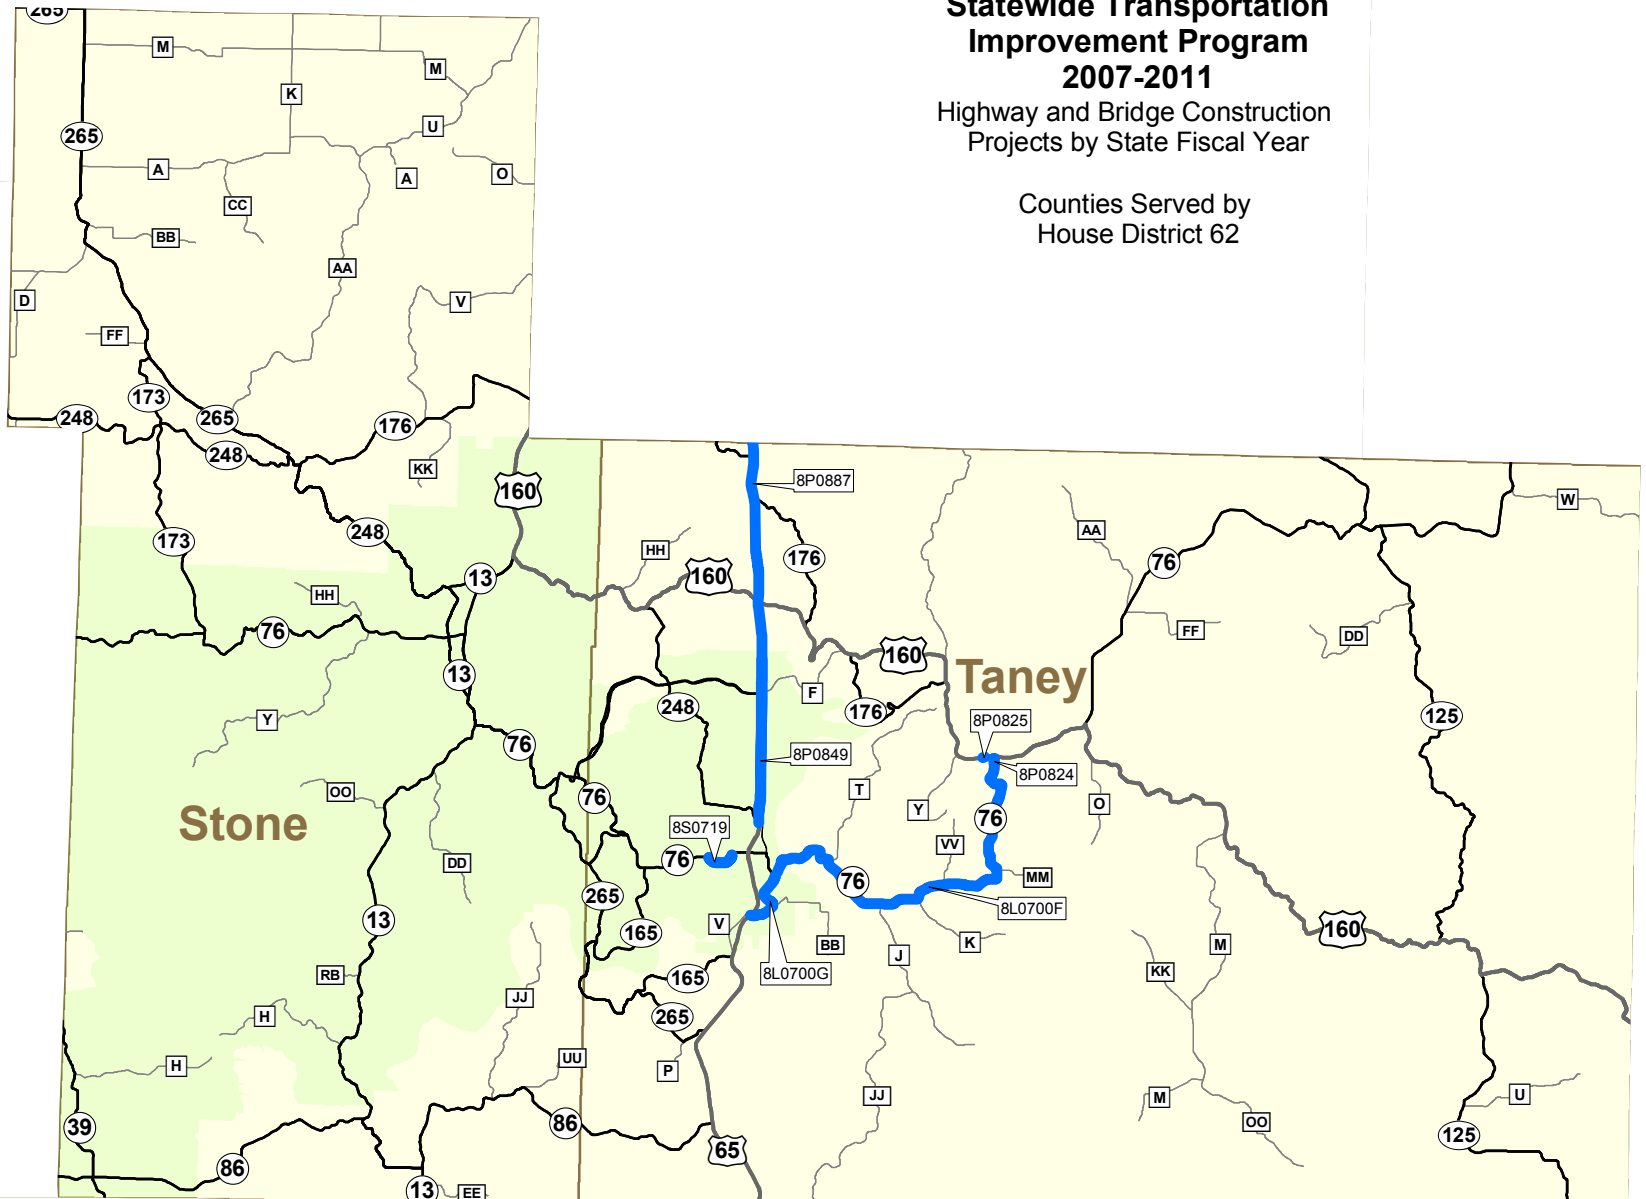 Statewide Transportation
Improvement Program
2007-2011
Highway and Bridge Construction
Projects by State Fiscal Year
Counties Served by
House District 62
265
M
M
K
265
U
A
A
O
CC
BB
AA
D
V
FF
173
248
265
176
248
KK
160
8P0887
W
248
AA
173
HH
176
76
13
160
HH
76
FF
DD
160
13
Taney
F
248
176
125
Y
8P0825
76
8P0849
8P0824
OO
T
76
O
Stone
Y
76
8S0719
VV
76
DD
MM
76
265
8L0700F
13
V
165
160
K
BB
M
J
RB
8L0700G
KK
165
JJ
H
265
UU
H
P
JJ
U
M
39
86
OO
125
65
86
13
EE